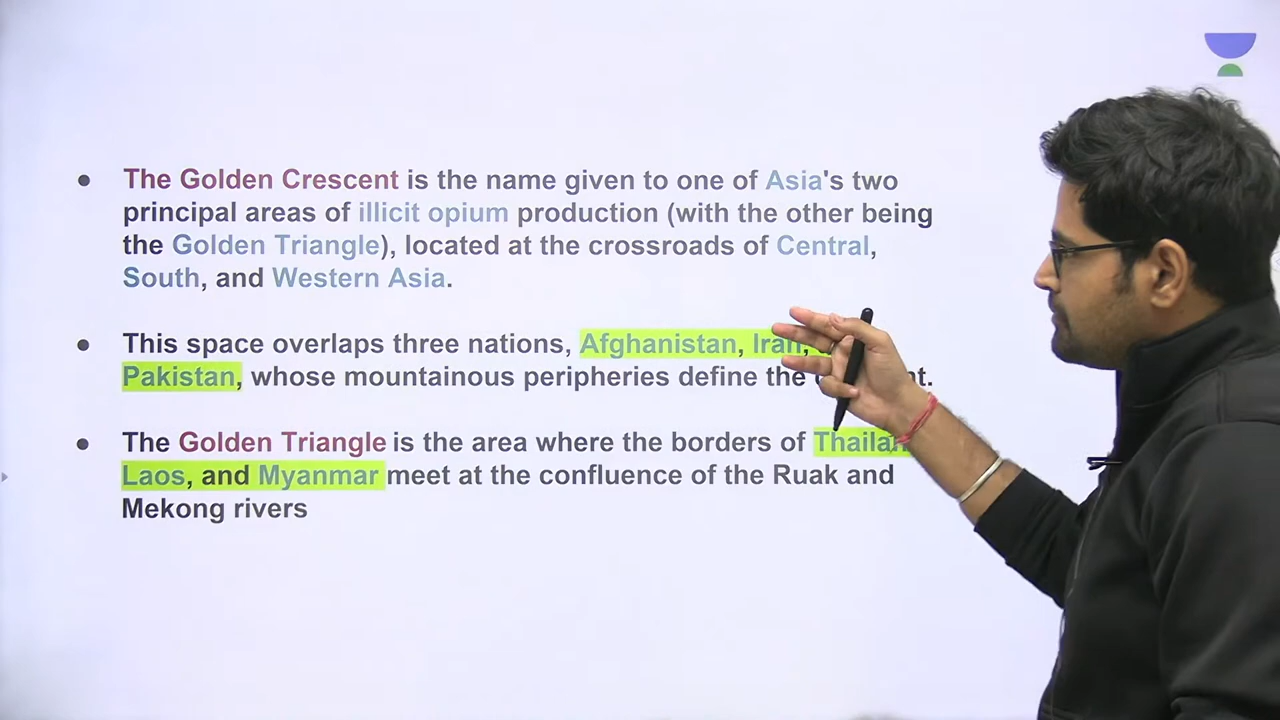 ● The Golden Crescent is the name given to one of Asia's two
principal areas of illicit opium production (with the other being
the Golden Triangle), located at the crossroads of Central,
South, and Western Asia.
● This space overlaps three nations, Afghanistan, Iran,
Pakistan, whose mountainous peripheries define the
● The Golden Triangle is the area where the borders of
Laos, and Myanmar meet at the confluence of the Ruak and
Mekong rivers